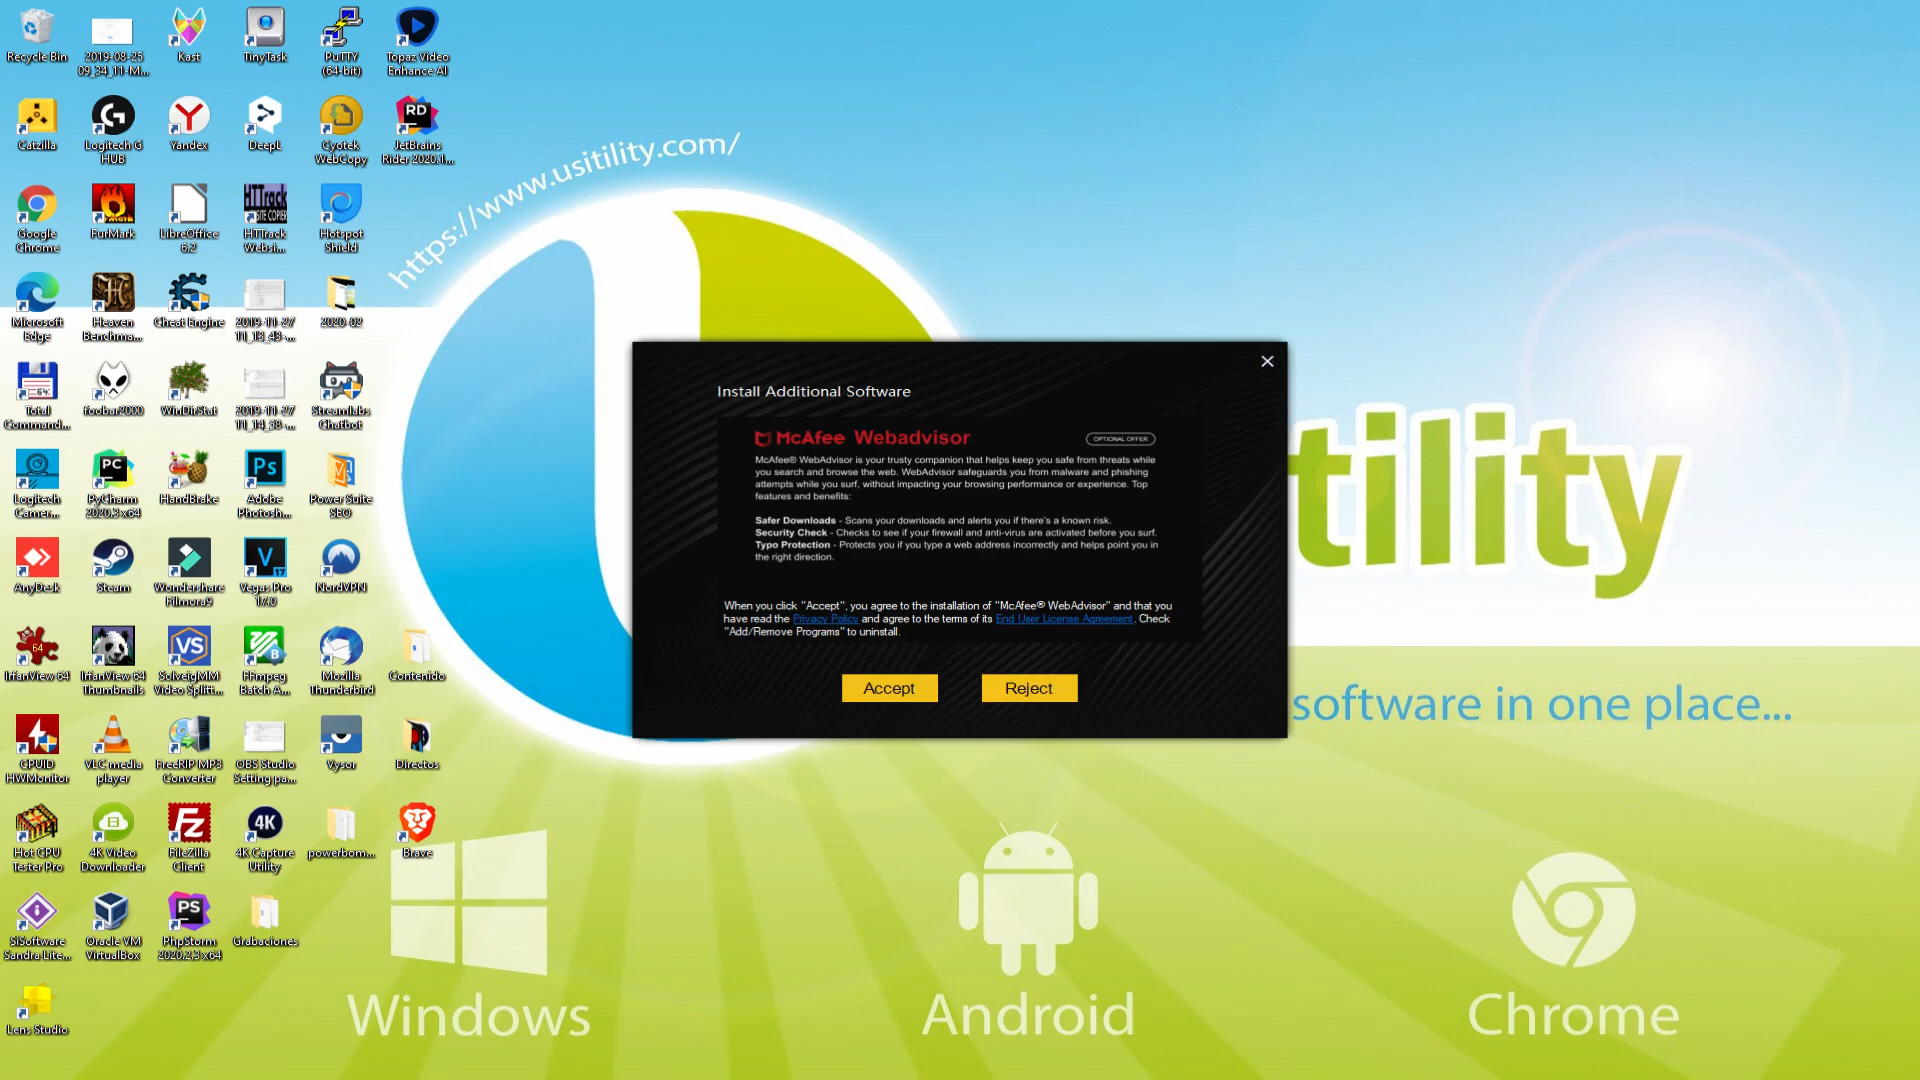 Recycle Bin
2019-08-25
09_34_11-M...
Kast
TinyTask
PuTTY
(64-bit)
Topaz Video
Enhance AI
Catzilla
Logitech G
HUB
Yandex
DeepL
Cyotek
WebCopy
RD
JetBrains
Rider 2020.1...
https://www.usitility.com/
Google
Chrome
FurMark
LibreOffice
6.2
HTTrack
SITE COPIER
HTTrack
Websi...
Hotspot
Shield
Microsoft
Edge
Heaven
Benchma...
Cheat Engine
2019-11-27
11_13_43-...
2020-02
64
Total
Command...
foobar2000
WinDirStat
2019-11-27
11_14_38-...
Streamlabs
Chatbot
Logitech
Camer...
PC
PyCharm
2020.3 x64
HandBrake
Ps
Adobe
Photosh...
Power Suite
SEO
AnyDesk
Steam
Wondershare
Filmora9
V
17
Vegas Pro
17.0
NordVPN
64
IrfanView 64
IrfanView 64
Thumbnails
VS
SolveigMM
Video Splitt...
B
FFmpeg
Batch A...
Mozilla
Thunderbird
Contenido
CPUID
HWMonitor
VLC media
player
FreeRIP MP3
Converter
OBS Studio
Setting pa...
Vysor
Directos
Hot CPU
Tester Pro
4K Video
Downloader
Fz
FileZilla
Client
4K
4K Capture
Utility
powerbom...
Brave
SiSoftware
Sandra Lite...
Oracle VM
VirtualBox
PS
PhpStorm
2020.2.3 x64
Grabaciones
Lens Studio
Install Additional Software
McAfee Webadvisor
OPTIONAL OFFER
McAfee® WebAdvisor is your trusty companion that helps keep you safe from threats while
you search and browse the web. WebAdvisor safeguards you from malware and phishing
attempts while you surf, without impacting your browsing performance or experience. Top
features and benefits:
Safer Downloads - Scans your downloads and alerts you if there's a known risk.
Security Check - Checks to see if your firewall and anti-virus are activated before you surf.
Typo Protection - Protects you if you type a web address incorrectly and helps point you in
the right direction.
When you click "Accept", you agree to the installation of "McAfee® WebAdvisor" and that you
have read the Privacy Policy and agree to the terms of its End User License Agreement. Check
"Add/Remove Programs" to uninstall.
Accept
Reject
tility
software in one place...
Windows
Android
Chrome